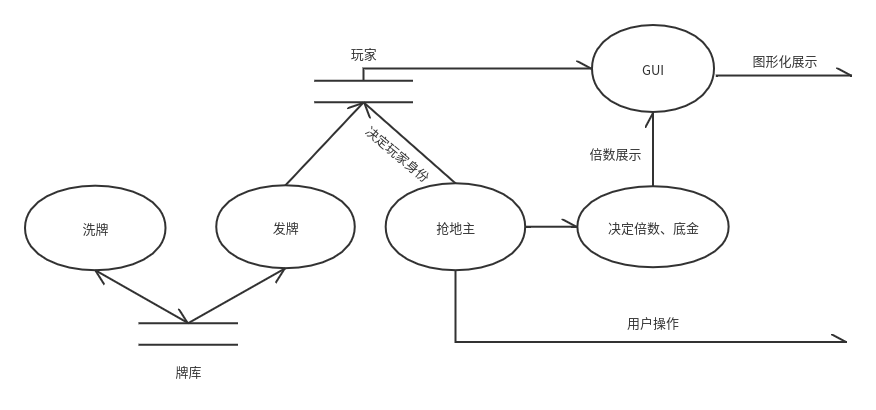 玩家
GUI
图形化展示
决定玩家身份
倍数展示
洗牌
发牌
抢地主
决定倍数、底金
用户操作
牌库